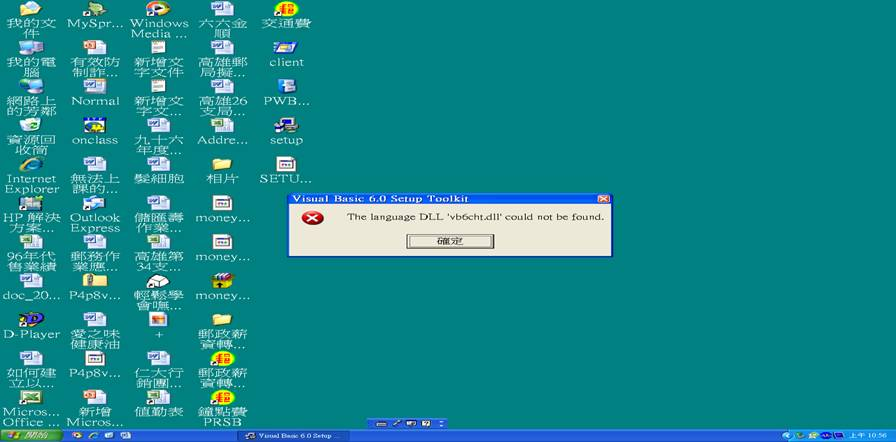 我的文
件
MySpr...
Windows
Media ...
六六金
順
交通費
我的電
腦
有效防
制詐...
新增文
字文件
高雄郵
局擬...
client
網路上
的芳鄰
Normal
新增文
字文...
高雄26
支局...
PWB...
資源回
收筒
onclass
九十六
年度...
Addre...
setup
Internet
Explorer
無法上
課的...
髮細胞
相片
SETU...
HP 解決
方案...
Outlook
Express
儲匯壽
作業...
money...
96年代
售業績
郵務作
業應...
高雄第
34支...
money...
doc_20...
P4p8v...
輕鬆學
會嘸...
money...
D-Player
愛之味
健康油
+
郵政薪
資轉...
如何建
立以...
P4p8v...
仁大行
銷團...
郵政薪
資轉...
Micros...
Office ...
新增
Micros...
值勤表
鐘點費
PRSB
Visual Basic 6.0 Setup Toolkit
The language DLL 'vb6cht.dll' could not be found.
確定
開始
Visual Basic 6.0 Setup ...
上午 10:56